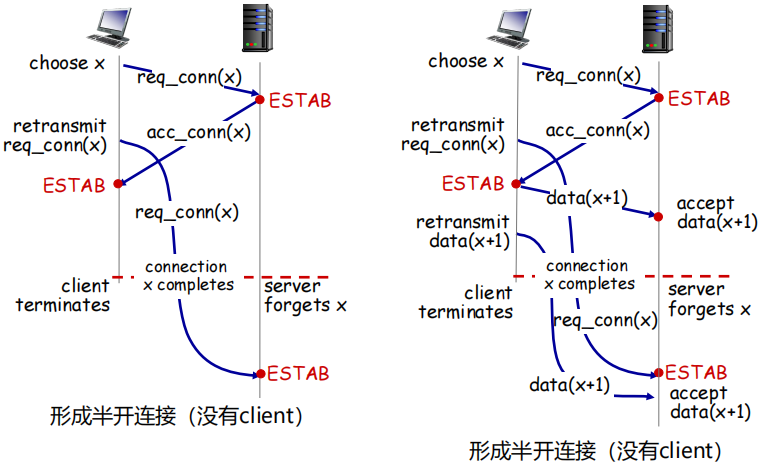 choose x
req_conn(x)
ESTAB
retransmit
req_conn(x)
acc_conn(x)
ESTAB
req_conn(x)
client
terminates
connection
x completes
server
forgets x
ESTAB
形成半开连接（没有client）
choose x
req_conn(x)
ESTAB
retransmit
req_conn(x)
acc_conn(x)
ESTAB
data(x+1)
accept
data(x+1)
retransmit
data(x+1)
client
terminates
connection
x completes
server
forgets x
req_conn(x)
ESTAB
data(x+1)
accept
data(x+1)
形成半开连接（没有client）